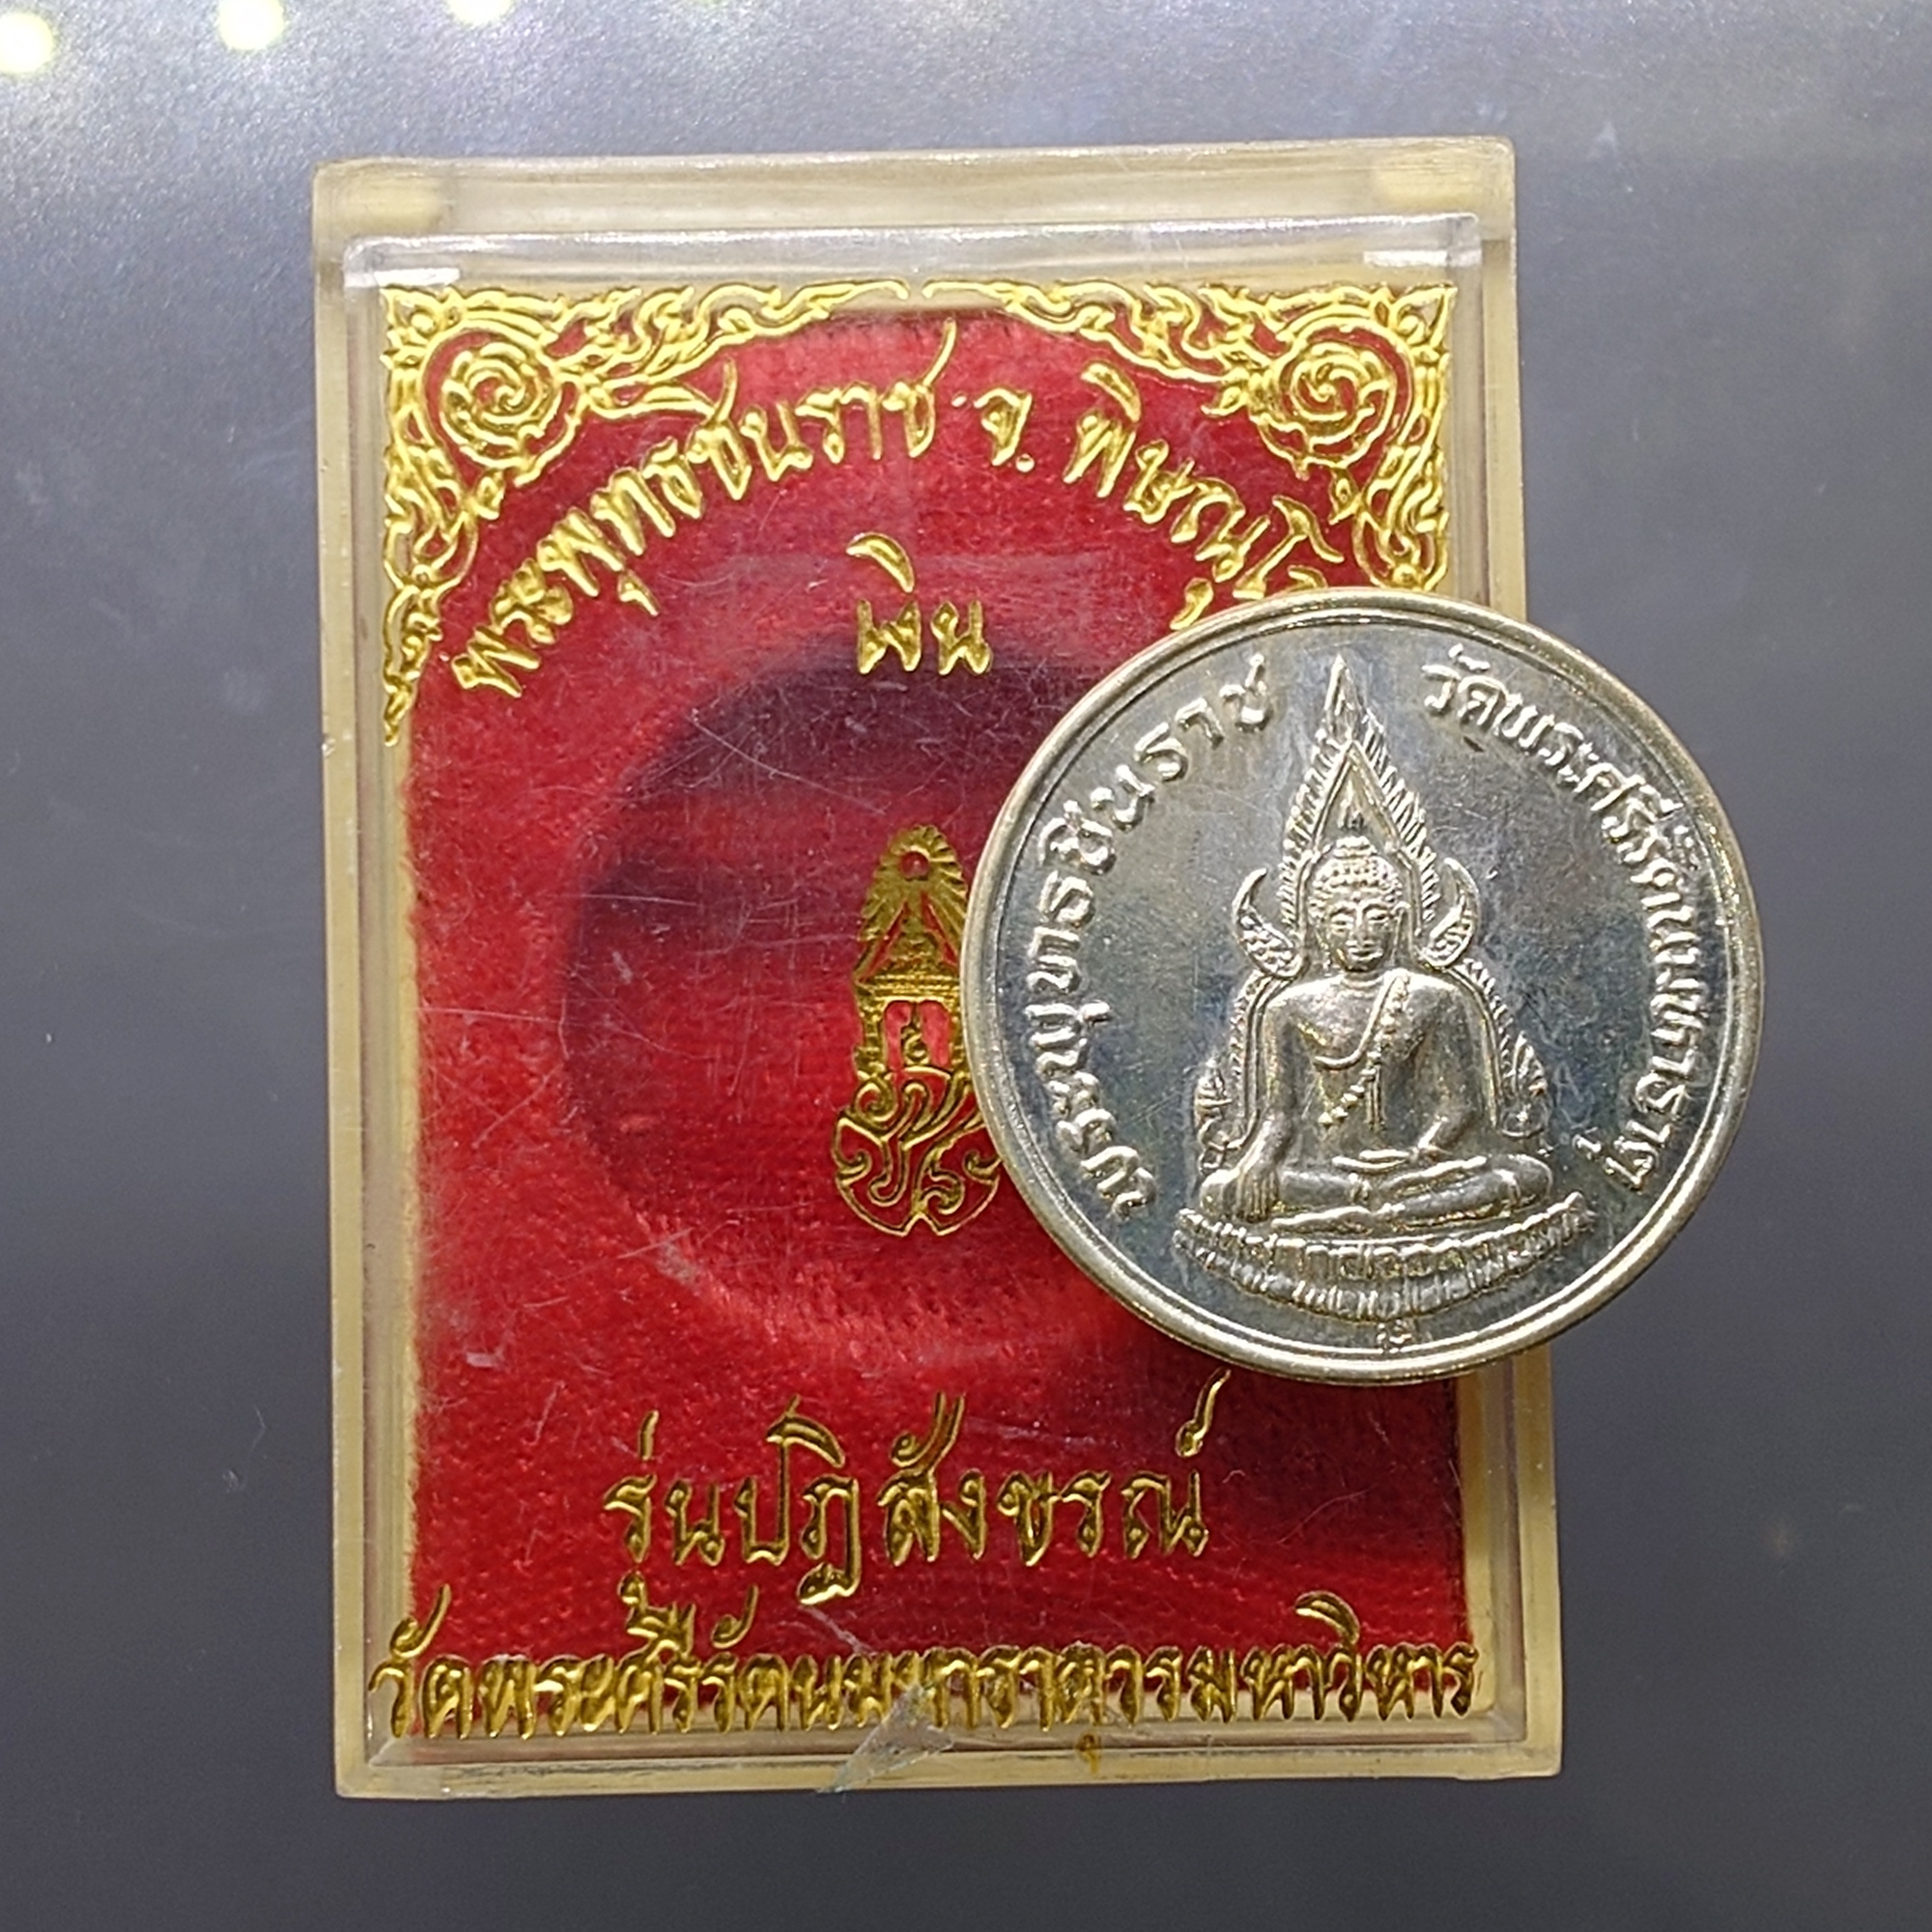 พระพุทธชินราช จ. พิษณุโ
เงิน
รุ่นปฏิสังขรณ์
วัดพระศรีรัตนมหาธาตุวรมหาวิหาร
พระพุทธชินราช
วัดพระศรีรัตนมหาธาตุ